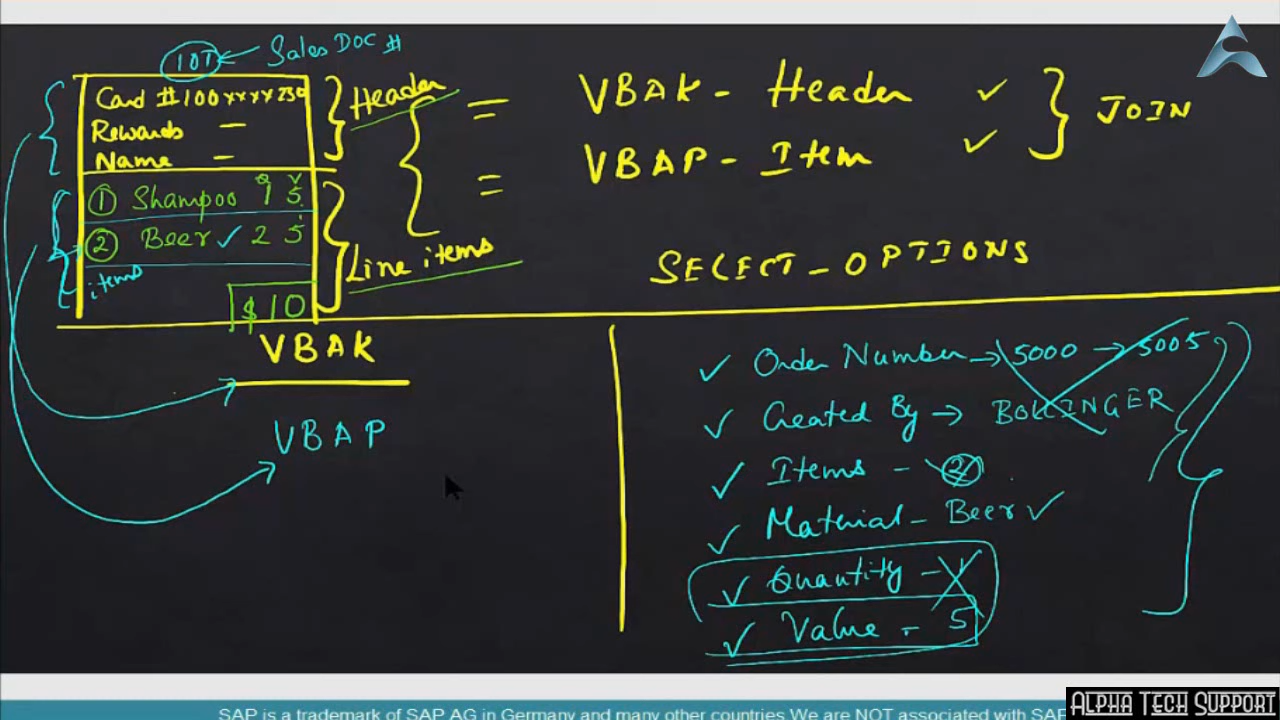 101 Sales DOC #
Card #100xxxx230
Rewards —
Name —
Header
① Shampoo 1 5
Q V
② Beer ✓ 2 5
items
Line items
$10
= VBAK - Header ✓
= VBAP - Item ✓
JOIN
SELECT - OPTIONS
VBAK
VBAP
✓ Order Number → 5000 → 5005
✓ Created By → BOLLINGER
✓ Items - 2
✓ Material - Beer ✓
✓ Quantity -
✓ Value - 5
SAP is a trademark of SAP AG in Germany and many other countries We are NOT associated with SAP
ALPHA TECH SUPPORT